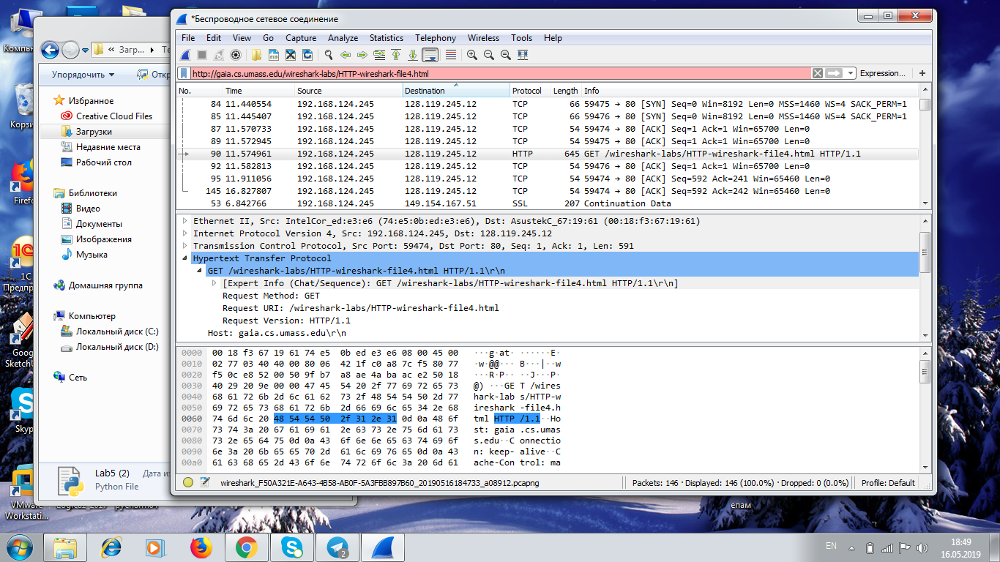 *Беспроводное сетевое соединение
File Edit View Go Capture Analyze Statistics Telephony Wireless Tools Help
http://gaia.cs.umass.edu/wireshark-labs/HTTP-wireshark-file4.html Expression... +
No. Time Source Destination Protocol Length Info
84 11.440554 192.168.124.245 128.119.245.12 TCP 66 59475 → 80 [SYN] Seq=0 Win=8192 Len=0 MSS=1460 WS=4 SACK_PERM=1
85 11.445407 192.168.124.245 128.119.245.12 TCP 66 59476 → 80 [SYN] Seq=0 Win=8192 Len=0 MSS=1460 WS=4 SACK_PERM=1
87 11.570733 192.168.124.245 128.119.245.12 TCP 54 59474 → 80 [ACK] Seq=1 Ack=1 Win=65700 Len=0
89 11.572945 192.168.124.245 128.119.245.12 TCP 54 59475 → 80 [ACK] Seq=1 Ack=1 Win=65700 Len=0
90 11.574961 192.168.124.245 128.119.245.12 HTTP 645 GET /wireshark-labs/HTTP-wireshark-file4.html HTTP/1.1
92 11.582813 192.168.124.245 128.119.245.12 TCP 54 59476 → 80 [ACK] Seq=1 Ack=1 Win=65700 Len=0
95 11.911056 192.168.124.245 128.119.245.12 TCP 54 59474 → 80 [ACK] Seq=592 Ack=241 Win=65460 Len=0
145 16.827807 192.168.124.245 128.119.245.12 TCP 54 59474 → 80 [ACK] Seq=592 Ack=242 Win=65460 Len=0
53 6.842766 192.168.124.245 149.154.167.51 SSL 207 Continuation Data
Ethernet II, Src: IntelCor_ed:e3:e6 (74:e5:0b:ed:e3:e6), Dst: AsustekC_67:19:61 (00:18:f3:67:19:61)
Internet Protocol Version 4, Src: 192.168.124.245, Dst: 128.119.245.12
Transmission Control Protocol, Src Port: 59474, Dst Port: 80, Seq: 1, Ack: 1, Len: 591
Hypertext Transfer Protocol
GET /wireshark-labs/HTTP-wireshark-file4.html HTTP/1.1\r\n
[Expert Info (Chat/Sequence): GET /wireshark-labs/HTTP-wireshark-file4.html HTTP/1.1\r\n]
Request Method: GET
Request URI: /wireshark-labs/HTTP-wireshark-file4.html
Request Version: HTTP/1.1
Host: gaia.cs.umass.edu\r\n
0000 00 18 f3 67 19 61 74 e5 0b ed e3 e6 08 00 45 00 ···g·at· ······E·
0010 02 77 03 40 40 00 80 06 42 1f c0 a8 7c f5 80 77 ·w·@@··· B···|··w
0020 f5 0c e8 52 00 50 9f b7 a8 ae 4a ba ac e2 50 18 ···R·P·· ··J···P·
0030 40 29 20 9e 00 00 47 45 54 20 2f 77 69 72 65 73 @) ···GE T /wires
0040 68 61 72 6b 2d 6c 61 62 73 2f 48 54 54 50 2d 77 hark-lab s/HTTP-w
0050 69 72 65 73 68 61 72 6b 2d 66 69 6c 65 34 2e 68 ireshark -file4.h
0060 74 6d 6c 20 48 54 54 50 2f 31 2e 31 0d 0a 48 6f tml HTTP /1.1··Ho
0070 73 74 3a 20 67 61 69 61 2e 63 73 2e 75 6d 61 73 st: gaia .cs.umas
0080 73 2e 65 64 75 0d 0a 43 6f 6e 6e 65 63 74 69 6f s.edu··C onnectio
0090 6e 3a 20 6b 65 65 70 2d 61 6c 69 76 65 0d 0a 43 n: keep- alive··C
00a0 61 63 68 65 2d 43 6f 6e 74 72 6f 6c 3a 20 6d 61 ache-Con trol: ma
wireshark_F50A321E-A643-4B58-AB0F-5A3FBB897B60_20190516184733_a08912.pcapng Packets: 146 · Displayed: 146 (100.0%) · Dropped: 0 (0.0%) Profile: Default
« Загр... Te
Упорядочить Откр
Избранное
Creative Cloud Files
Загрузки
Недавние места
Рабочий стол
Библиотеки
Видео
Документы
Изображения
Музыка
Домашняя группа
Компьютер
Локальный диск (C:)
Локальный диск (D:)
Сеть
Lab5 (2) Дата из
Python File
Компь
Корзи
Firefo
1C
Предпр
Goog
SketchU
Skyp
VMwar
Workstati...
епам
2
EN
18:49
16.05.2019